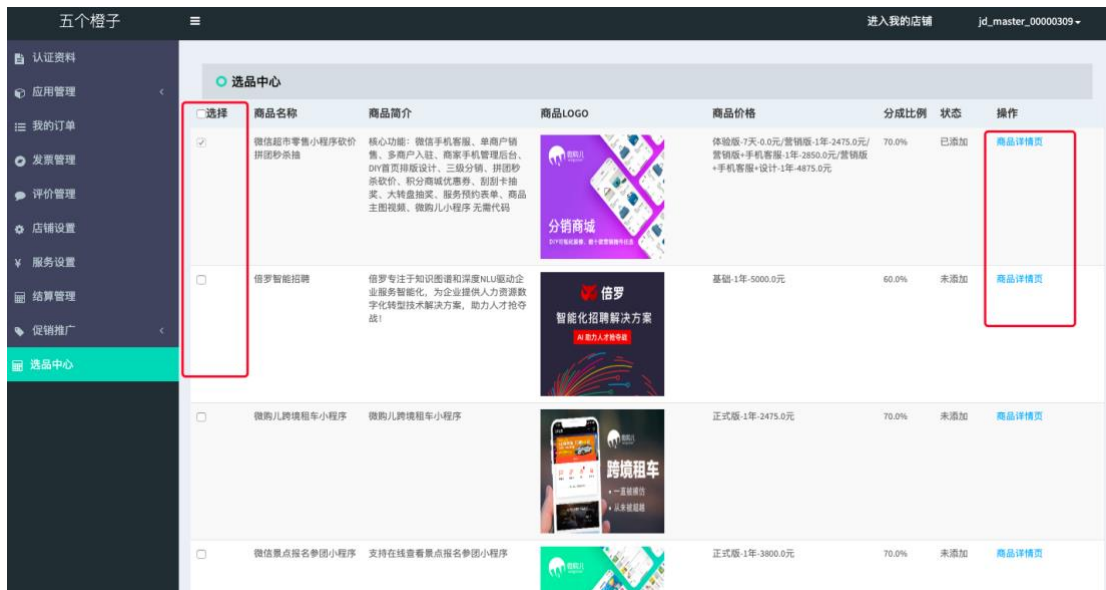 五个橙子
进入我的店铺
jd_master_00000309
认证资料
应用管理
我的订单
发票管理
评价管理
店铺设置
服务设置
结算管理
促销推广
选品中心
选品中心
选择 商品名称 商品简介 商品LOGO 商品价格 分成比例 状态 操作
微信超市零售小程序砍价
拼团秒杀抽
核心功能：微信手机客服、单商户销
售、多商户入驻、商家手机管理后台、
DIY首页排版设计、三级分销、拼团秒
杀砍价、积分商城优惠券、刮刮卡抽
奖、大转盘抽奖、服务预约表单、商品
主图视频、微购儿小程序 无需代码
微购儿
分销商城
体验版-7天-0.0元/营销版-1年-2475.0元/
营销版+手机客服-1年-2850.0元/营销版
+手机客服+设计-1年-4875.0元
70.0%
已添加
商品详情页
倍罗智能招聘
倍罗专注于知识图谱和深度NLU驱动企
业服务智能化，为企业提供人力资源数
字化转型技术解决方案，助力人才抢夺
战！
倍罗
智能化招聘解决方案
AI 助力人才抢夺战
基础-1年-5000.0元
60.0%
未添加
商品详情页
微购儿跨境租车小程序
微购儿跨境租车小程序
微购儿
跨境租车
• 一直被模仿
• 从未被超越
正式版-1年-2475.0元
70.0%
未添加
商品详情页
微信景点报名参团小程序
支持在线查看景点报名参团小程序
微购儿
正式版-1年-3800.0元
70.0%
未添加
商品详情页